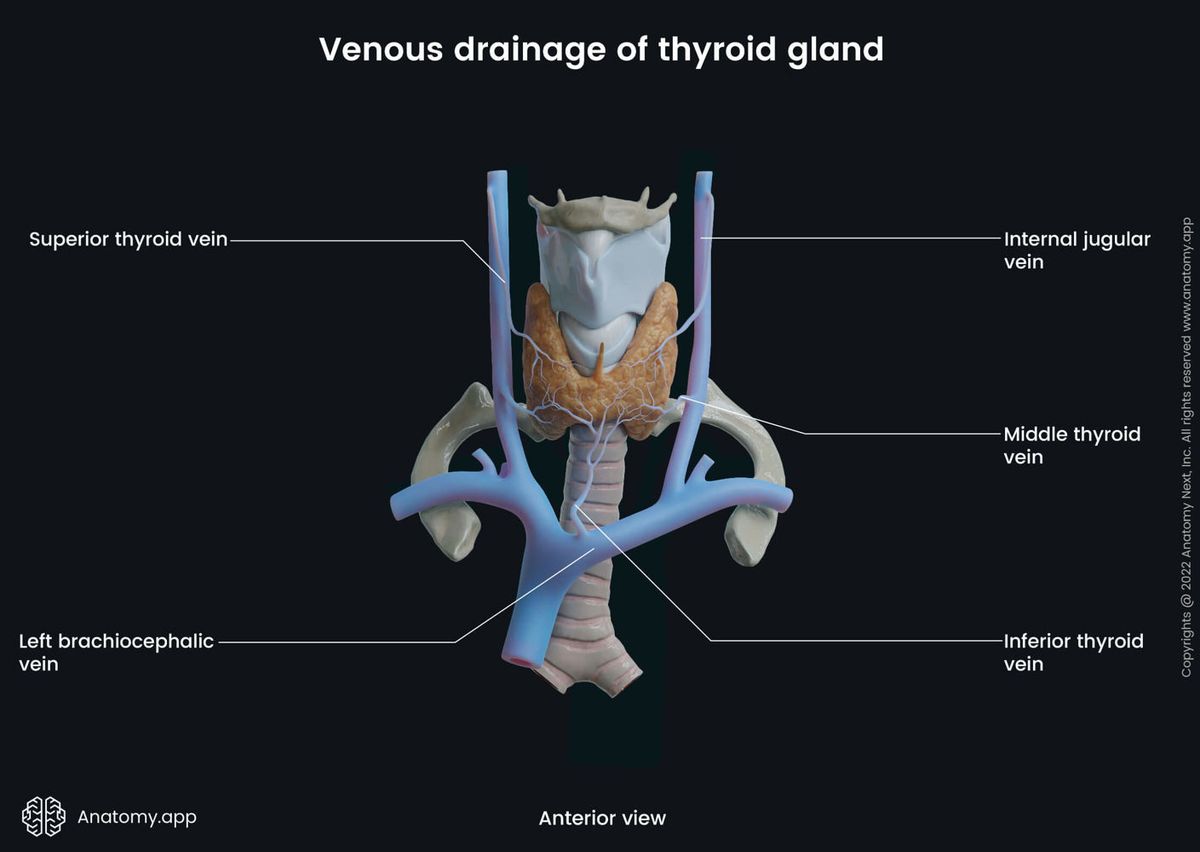 Venous drainage of thyroid gland
Superior thyroid vein
Internal jugular
vein
Middle thyroid
vein
Left brachiocephalic
vein
Inferior thyroid
vein
Anatomy.app
Anterior view
Copyrights @ 2022 Anatomy Next, Inc. All rights reserved www.anatomy.app